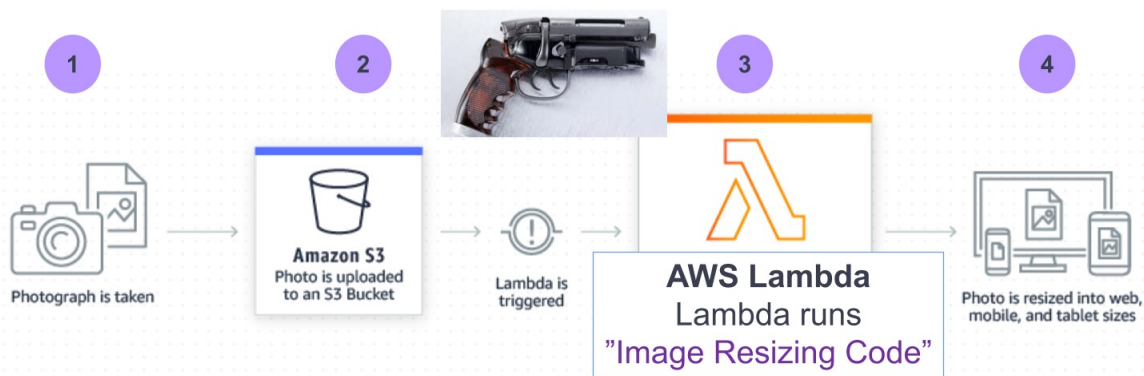 1
2
3
4
Photograph is taken
Amazon S3
Photo is uploaded
to an S3 Bucket
Lambda is
triggered
AWS Lambda
Lambda runs
”Image Resizing Code”
Photo is resized into web,
mobile, and tablet sizes